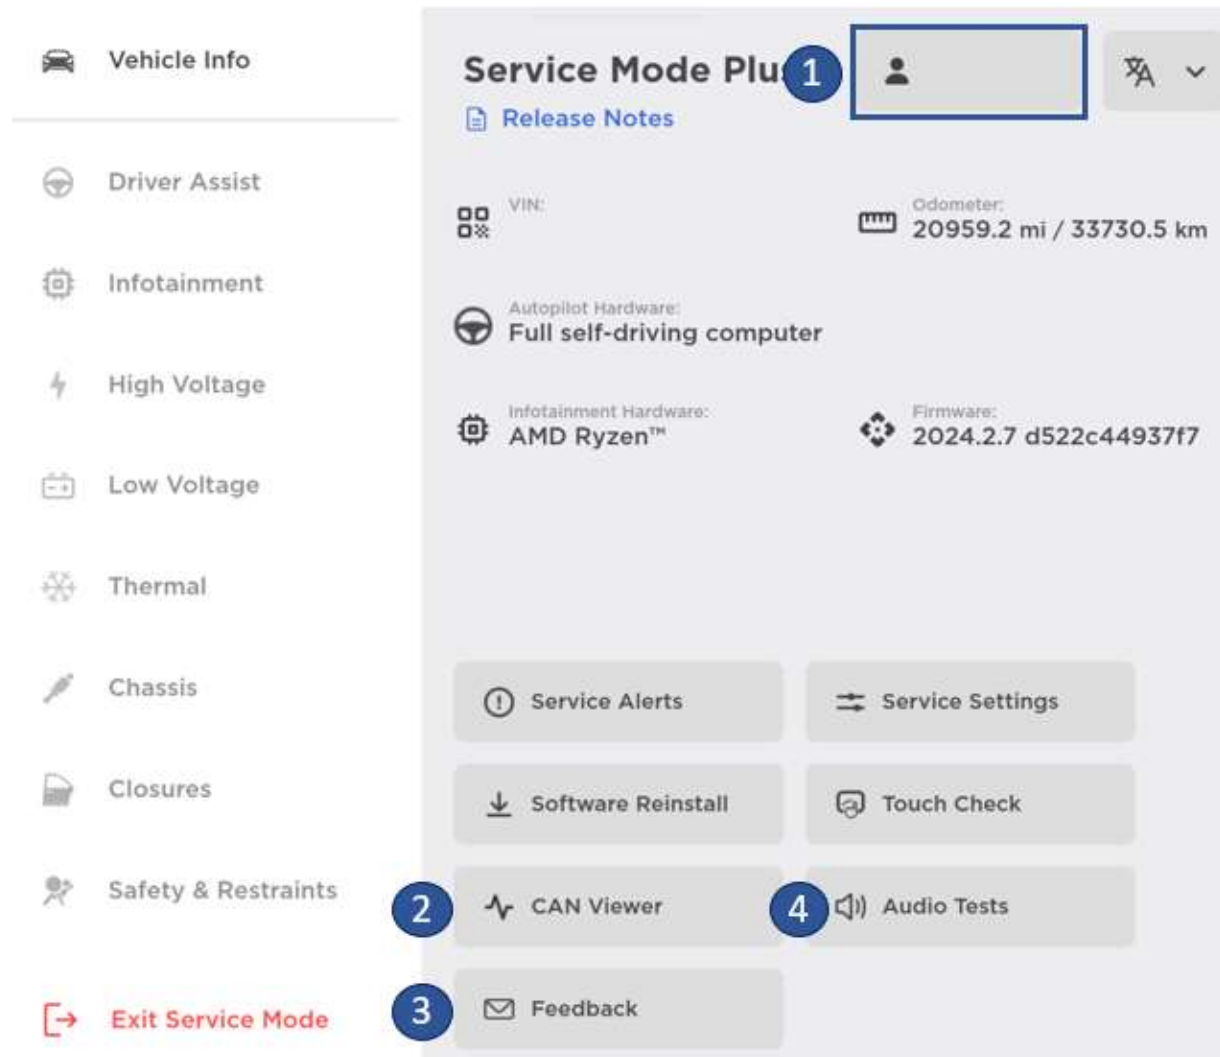 Vehicle Info
Driver Assist
Infotainment
High Voltage
Low Voltage
Thermal
Chassis
Closures
Safety & Restraints
Exit Service Mode
Service Mode Plu
1
Release Notes
VIN:
Odometer:
20959.2 mi / 33730.5 km
Autopilot Hardware:
Full self-driving computer
Infotainment Hardware:
AMD Ryzen™
Firmware:
2024.2.7 d522c44937f7
Service Alerts
Service Settings
Software Reinstall
Touch Check
2 CAN Viewer
4 Audio Tests
3 Feedback